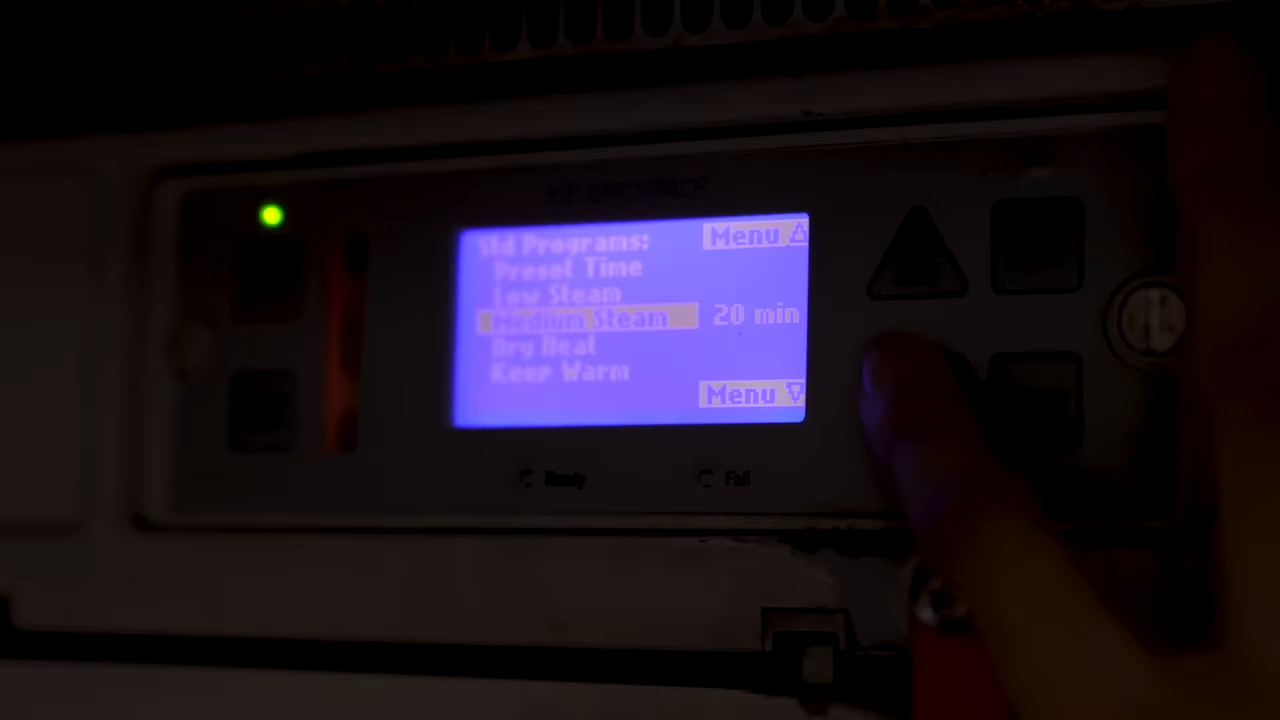 Std Programs:
Menu
Preset Time
Low Steam
Medium Steam 20 min
Dry Heat
Keep Warm
Menu
Ready
Fail